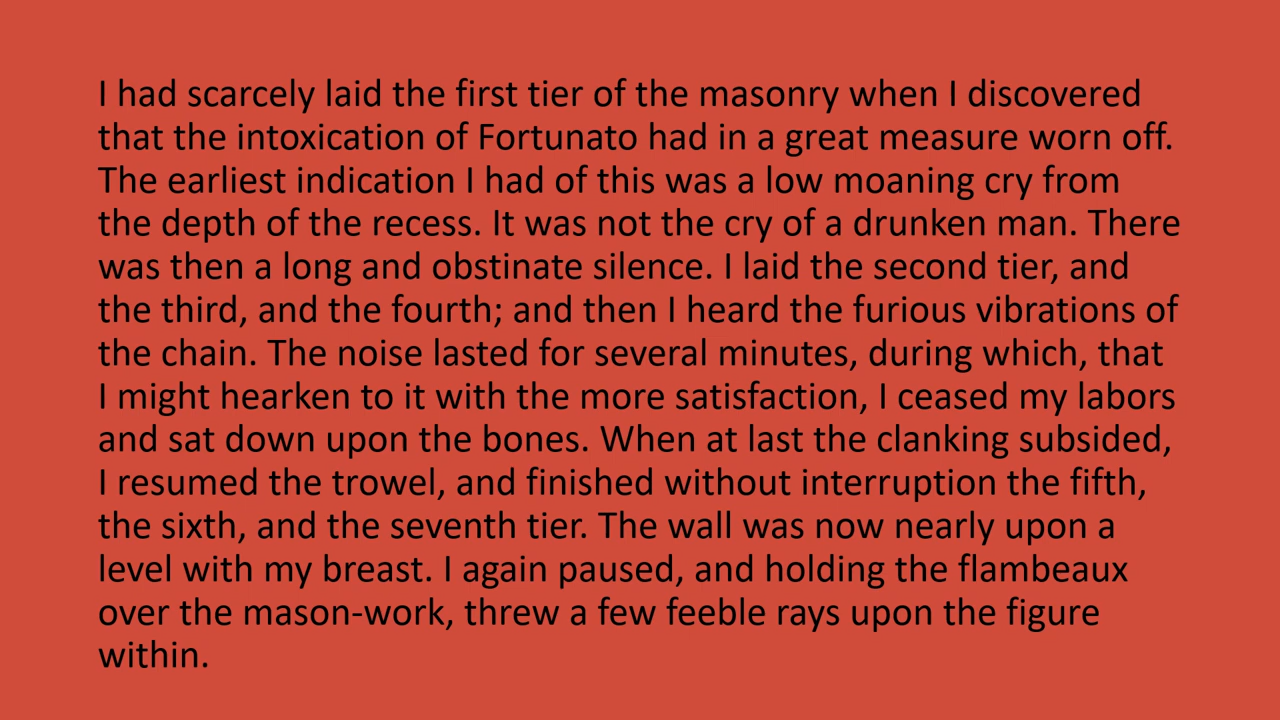 I had scarcely laid the first tier of the masonry when I discovered
that the intoxication of Fortunato had in a great measure worn off.
The earliest indication I had of this was a low moaning cry from
the depth of the recess. It was not the cry of a drunken man. There
was then a long and obstinate silence. I laid the second tier, and
the third, and the fourth; and then I heard the furious vibrations of
the chain. The noise lasted for several minutes, during which, that
I might hearken to it with the more satisfaction, I ceased my labors
and sat down upon the bones. When at last the clanking subsided,
I resumed the trowel, and finished without interruption the fifth,
the sixth, and the seventh tier. The wall was now nearly upon a
level with my breast. I again paused, and holding the flambeaux
over the mason-work, threw a few feeble rays upon the figure
within.